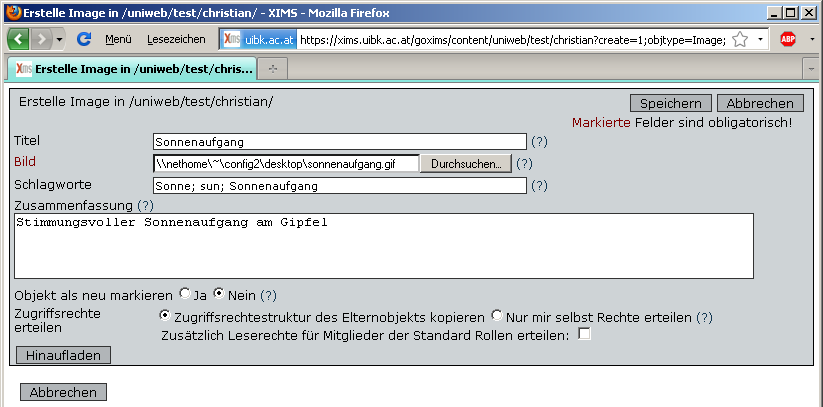 Erstelle Image in /uniweb/test/christian/ - XIMS - Mozilla Firefox
Menü Lesezeichen Xims uibk.ac.at https://xims.uibk.ac.at/goxims/content/uniweb/test/christian?create=1;objtype=Image; ABP
Xims Erstelle Image in /uniweb/test/chris...
Erstelle Image in /uniweb/test/christian/ Speichern Abbrechen
Markierte Felder sind obligatorisch!
Titel Sonnenaufgang (?)
Bild \\nethome\~\config2\desktop\sonnenaufgang.gif Durchsuchen... (?)
Schlagworte Sonne; sun; Sonnenaufgang (?)
Zusammenfassung (?)
Stimmungsvoller Sonnenaufgang am Gipfel
Objekt als neu markieren Ja Nein (?)
Zugriffsrechte erteilen Zugriffsrechtestruktur des Elternobjekts kopieren Nur mir selbst Rechte erteilen (?)
Zusätzlich Leserechte für Mitglieder der Standard Rollen erteilen:
Hinaufladen
Abbrechen